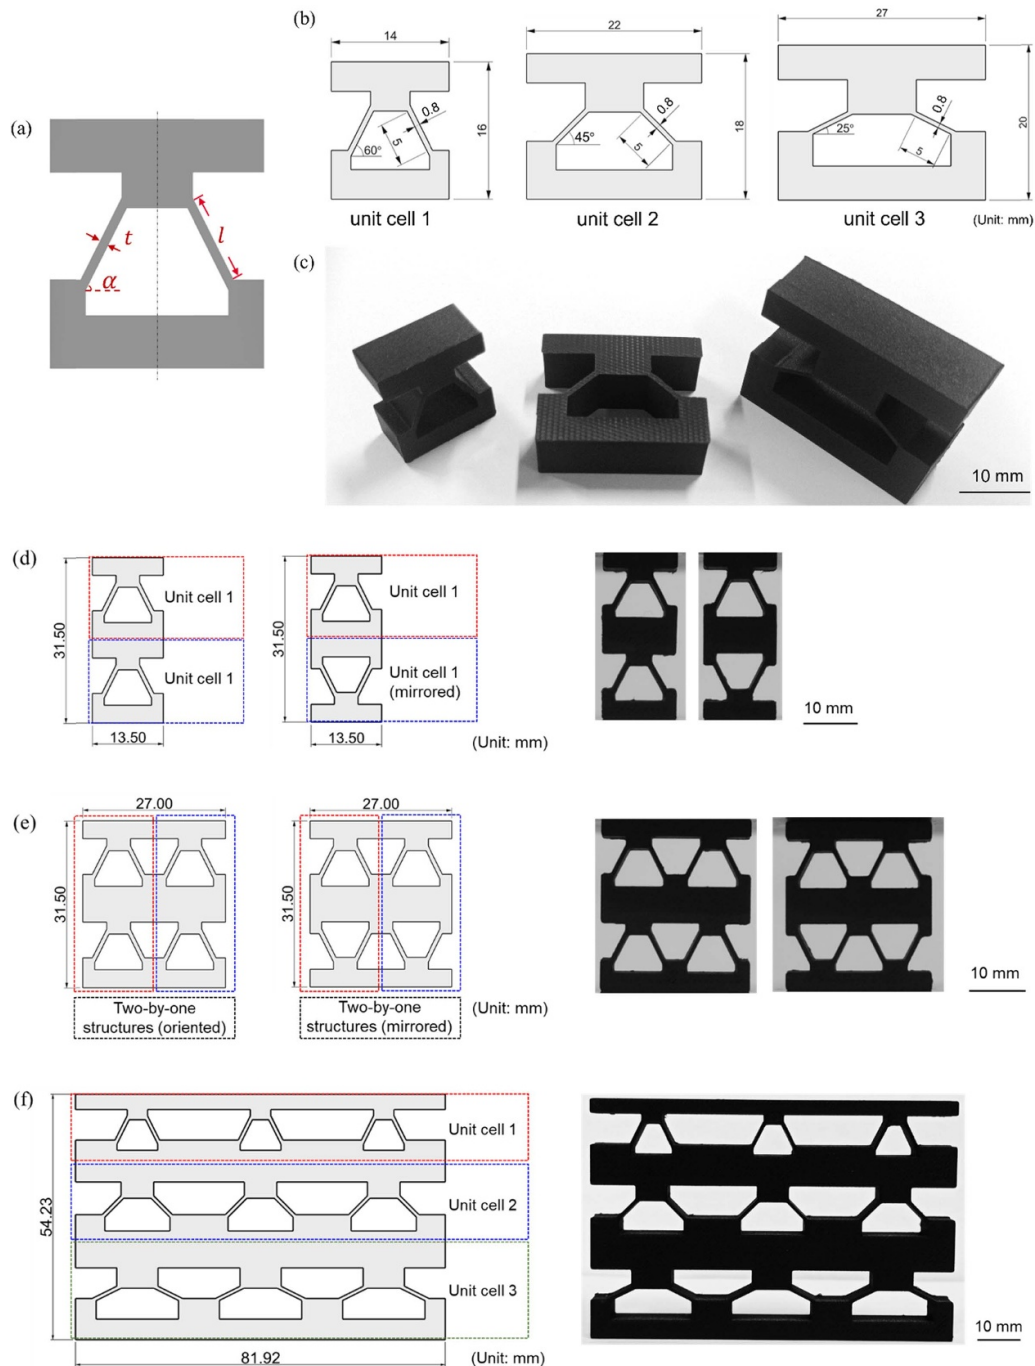 (a)
t
l
α
(b)
14
16
0.8
5
60°
unit cell 1
22
18
0.8
5
45°
unit cell 2
27
20
0.8
5
25°
unit cell 3
(Unit: mm)
(c)
10 mm
(d)
31.50
13.50
Unit cell 1
Unit cell 1
31.50
13.50
Unit cell 1
Unit cell 1
(mirrored)
(Unit: mm)
10 mm
(e)
27.00
31.50
Two-by-one
structures (oriented)
27.00
31.50
Two-by-one
structures (mirrored)
(Unit: mm)
10 mm
(f)
54.23
81.92
Unit cell 1
Unit cell 2
Unit cell 3
(Unit: mm)
10 mm